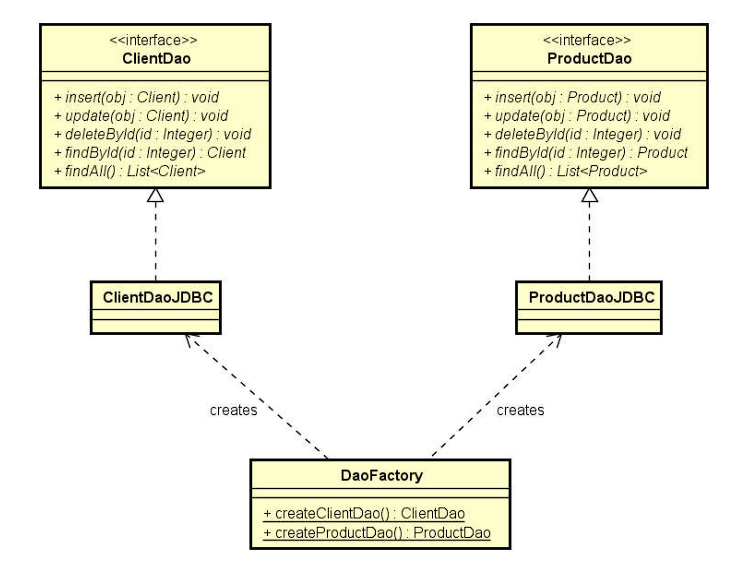 <<interface>>
ClientDao
+ insert(obj : Client) : void
+ update(obj : Client) : void
+ deleteById(id : Integer) : void
+ findById(id : Integer) : Client
+ findAll() : List<Client>
<<interface>>
ProductDao
+ insert(obj : Product) : void
+ update(obj : Product) : void
+ deleteById(id : Integer) : void
+ findById(id : Integer) : Product
+ findAll() : List<Product>
ClientDaoJDBC
ProductDaoJDBC
creates
creates
DaoFactory
+ createClientDao() : ClientDao
+ createProductDao() : ProductDao